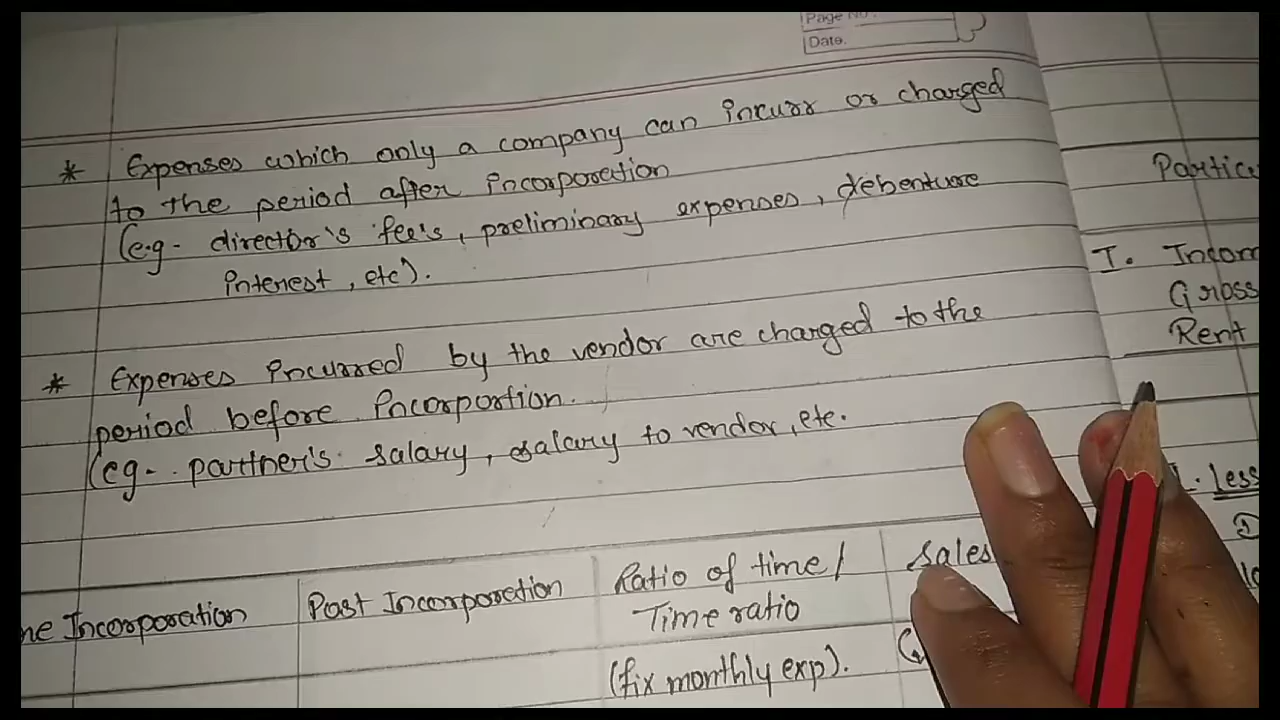 Page No.
Date.
* Expenses which only a company can incurr or charged
to the period after incorporation
(e.g- director's fee's, preliminary expenses, debenture
interest, etc).
* Expenses incurred by the vendor are charged to the
period before incorportion.
(eg- partner's salary, salary to vendor, etc.
Incorporation
Post Incorporation
Ratio of time/
Time ratio
(fix monthly exp).
Sales
Partic
I. Incom
Gross
Rent
Less